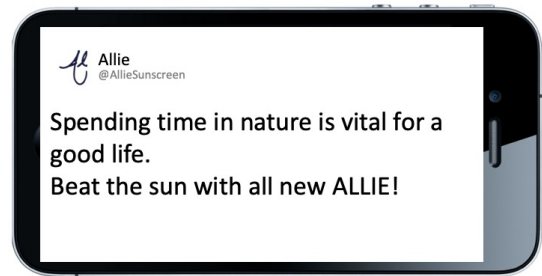 Allie
@AllieSunscreen
Spending time in nature is vital for a
good life.
Beat the sun with all new ALLIE!